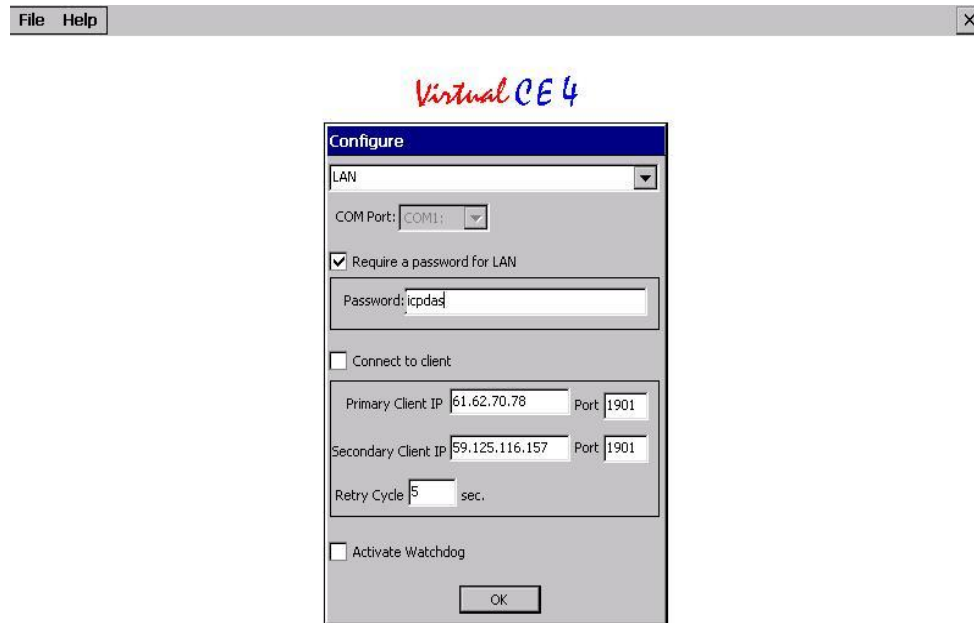 File Help
Virtual CE 4
Configure
LAN
COM Port: COM1:
Require a password for LAN
Password: icpdas
Connect to client
Primary Client IP 61.62.70.78 Port 1901
Secondary Client IP 59.125.116.157 Port 1901
Retry Cycle 5 sec.
Activate Watchdog
OK